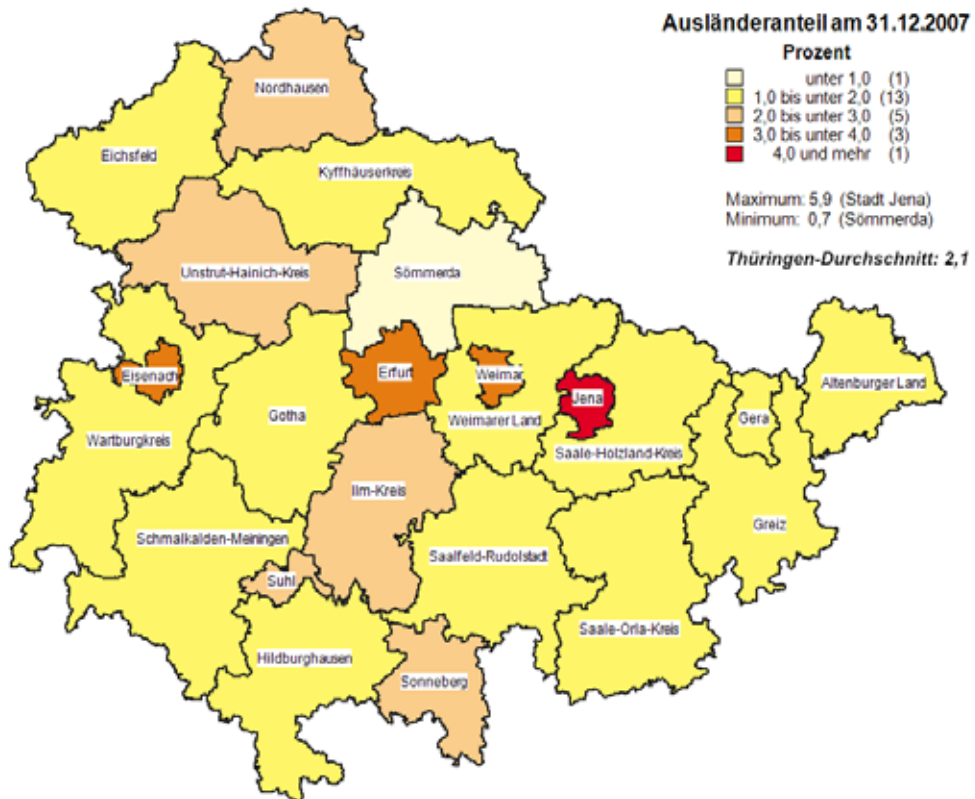 Ausländeranteil am 31.12.2007
Prozent
unter 1,0 (1)
1,0 bis unter 2,0 (13)
2,0 bis unter 3,0 (5)
3,0 bis unter 4,0 (3)
4,0 und mehr (1)
Maximum: 5,9 (Stadt Jena)
Minimum: 0,7 (Sömmerda)
Thüringen-Durchschnitt: 2,1
Nordhausen
Eichsfeld
Kyffhäuserkreis
Unstrut-Hainich-Kreis
Sömmerda
Eisenach
Erfurt
Weimar
Jena
Altenburger Land
Gotha
Weimarer Land
Gera
Wartburgkreis
Saale-Holzland-Kreis
Ilm-Kreis
Greiz
Schmalkalden-Meiningen
Saalfeld-Rudolstadt
Suhl
Saale-Orla-Kreis
Hildburghausen
Sonneberg